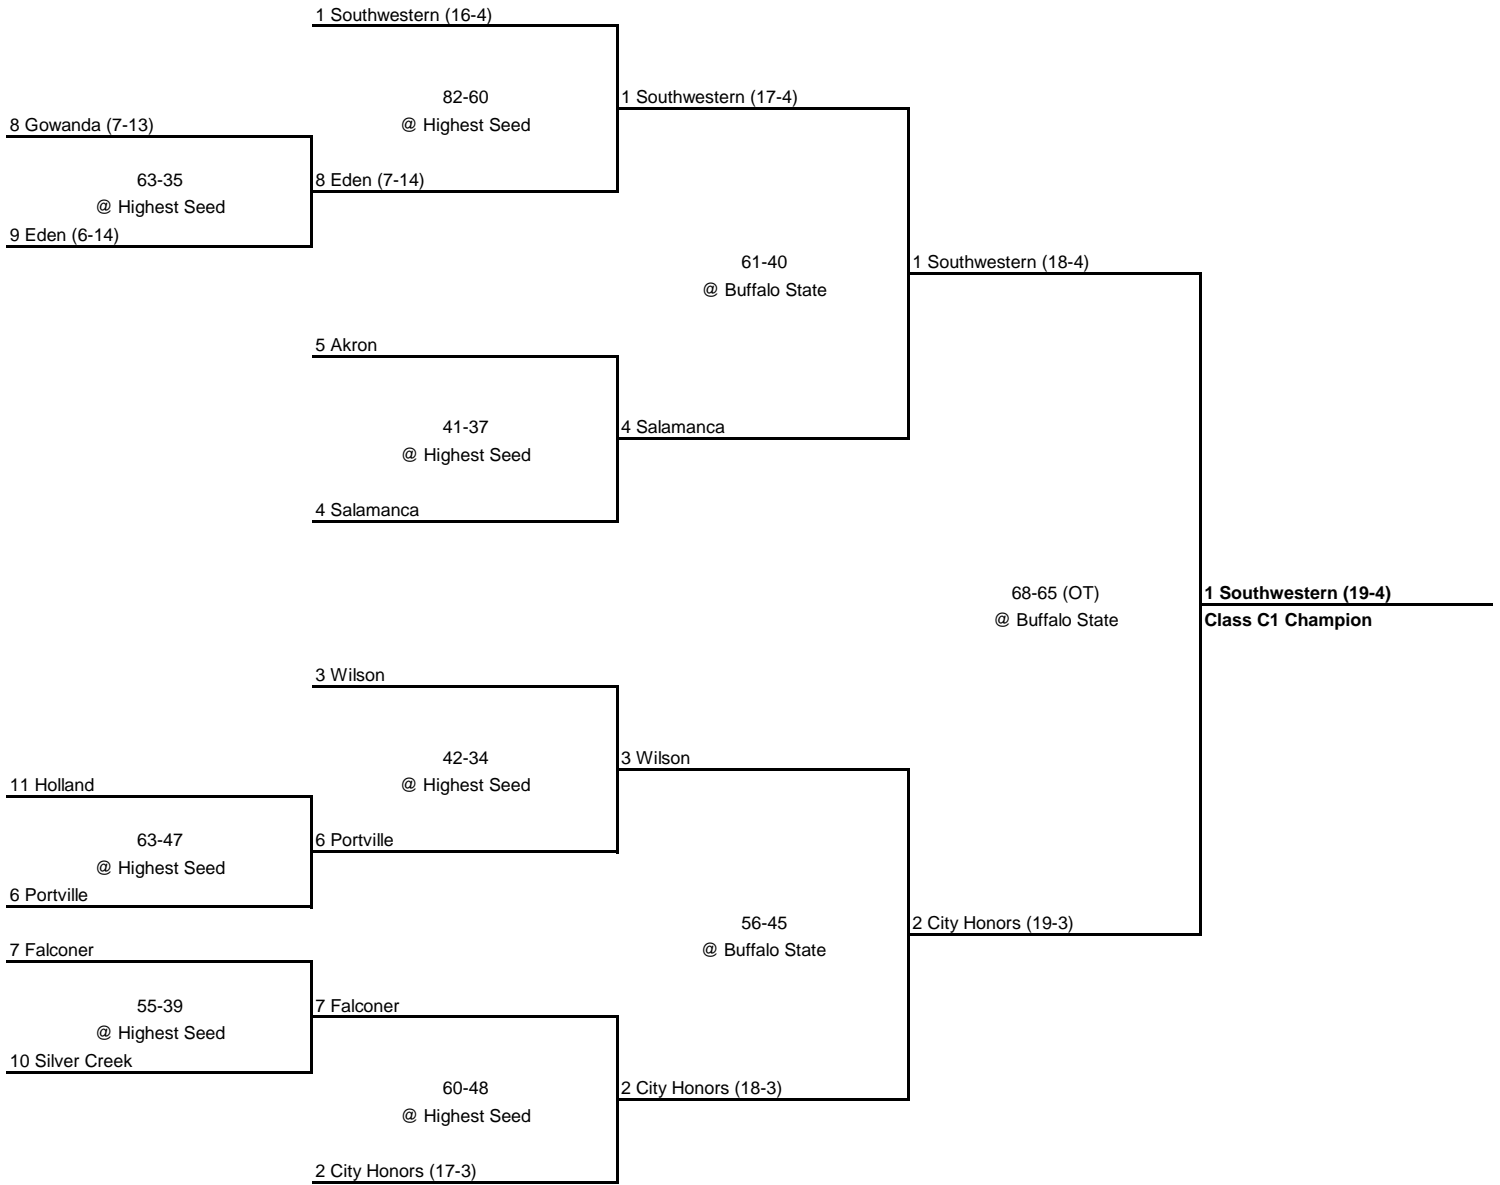 1 Southwestern (16-4)
82-60
@ Highest Seed
1 Southwestern (17-4)
8 Gowanda (7-13)
63-35
@ Highest Seed
8 Eden (7-14)
9 Eden (6-14)
61-40
@ Buffalo State
1 Southwestern (18-4)
5 Akron
41-37
@ Highest Seed
4 Salamanca
4 Salamanca
68-65 (OT)
@ Buffalo State
1 Southwestern (19-4)
Class C1 Champion
3 Wilson
42-34
@ Highest Seed
3 Wilson
11 Holland
63-47
@ Highest Seed
6 Portville
6 Portville
56-45
@ Buffalo State
2 City Honors (19-3)
7 Falconer
55-39
@ Highest Seed
7 Falconer
10 Silver Creek
60-48
@ Highest Seed
2 City Honors (18-3)
2 City Honors (17-3)